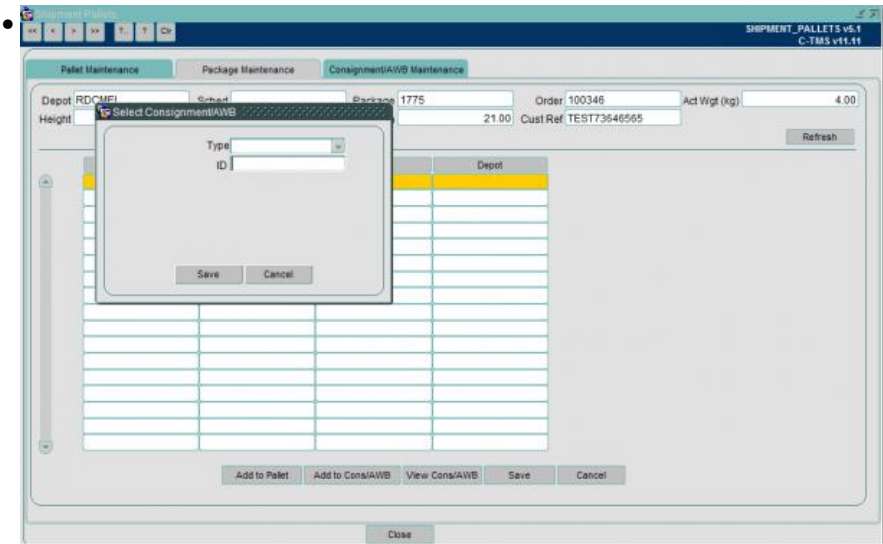 Shipment Pallets
<< < > >> ?.. ? Clr
SHIPMENT_PALLETS v5.1
C-TMS v11.11
Pallet Maintenance Package Maintenance Consignment/AWB Maintenance
Depot RDCMEL Sched Package 1775 Order 100346 Act Wgt (kg) 4.00
Height 21.00 Cust Ref TEST73646565
Refresh
Select Consignment/AWB
Type
ID
Save Cancel
Depot
Add to Pallet Add to Cons/AWB View Cons/AWB Save Cancel
Close